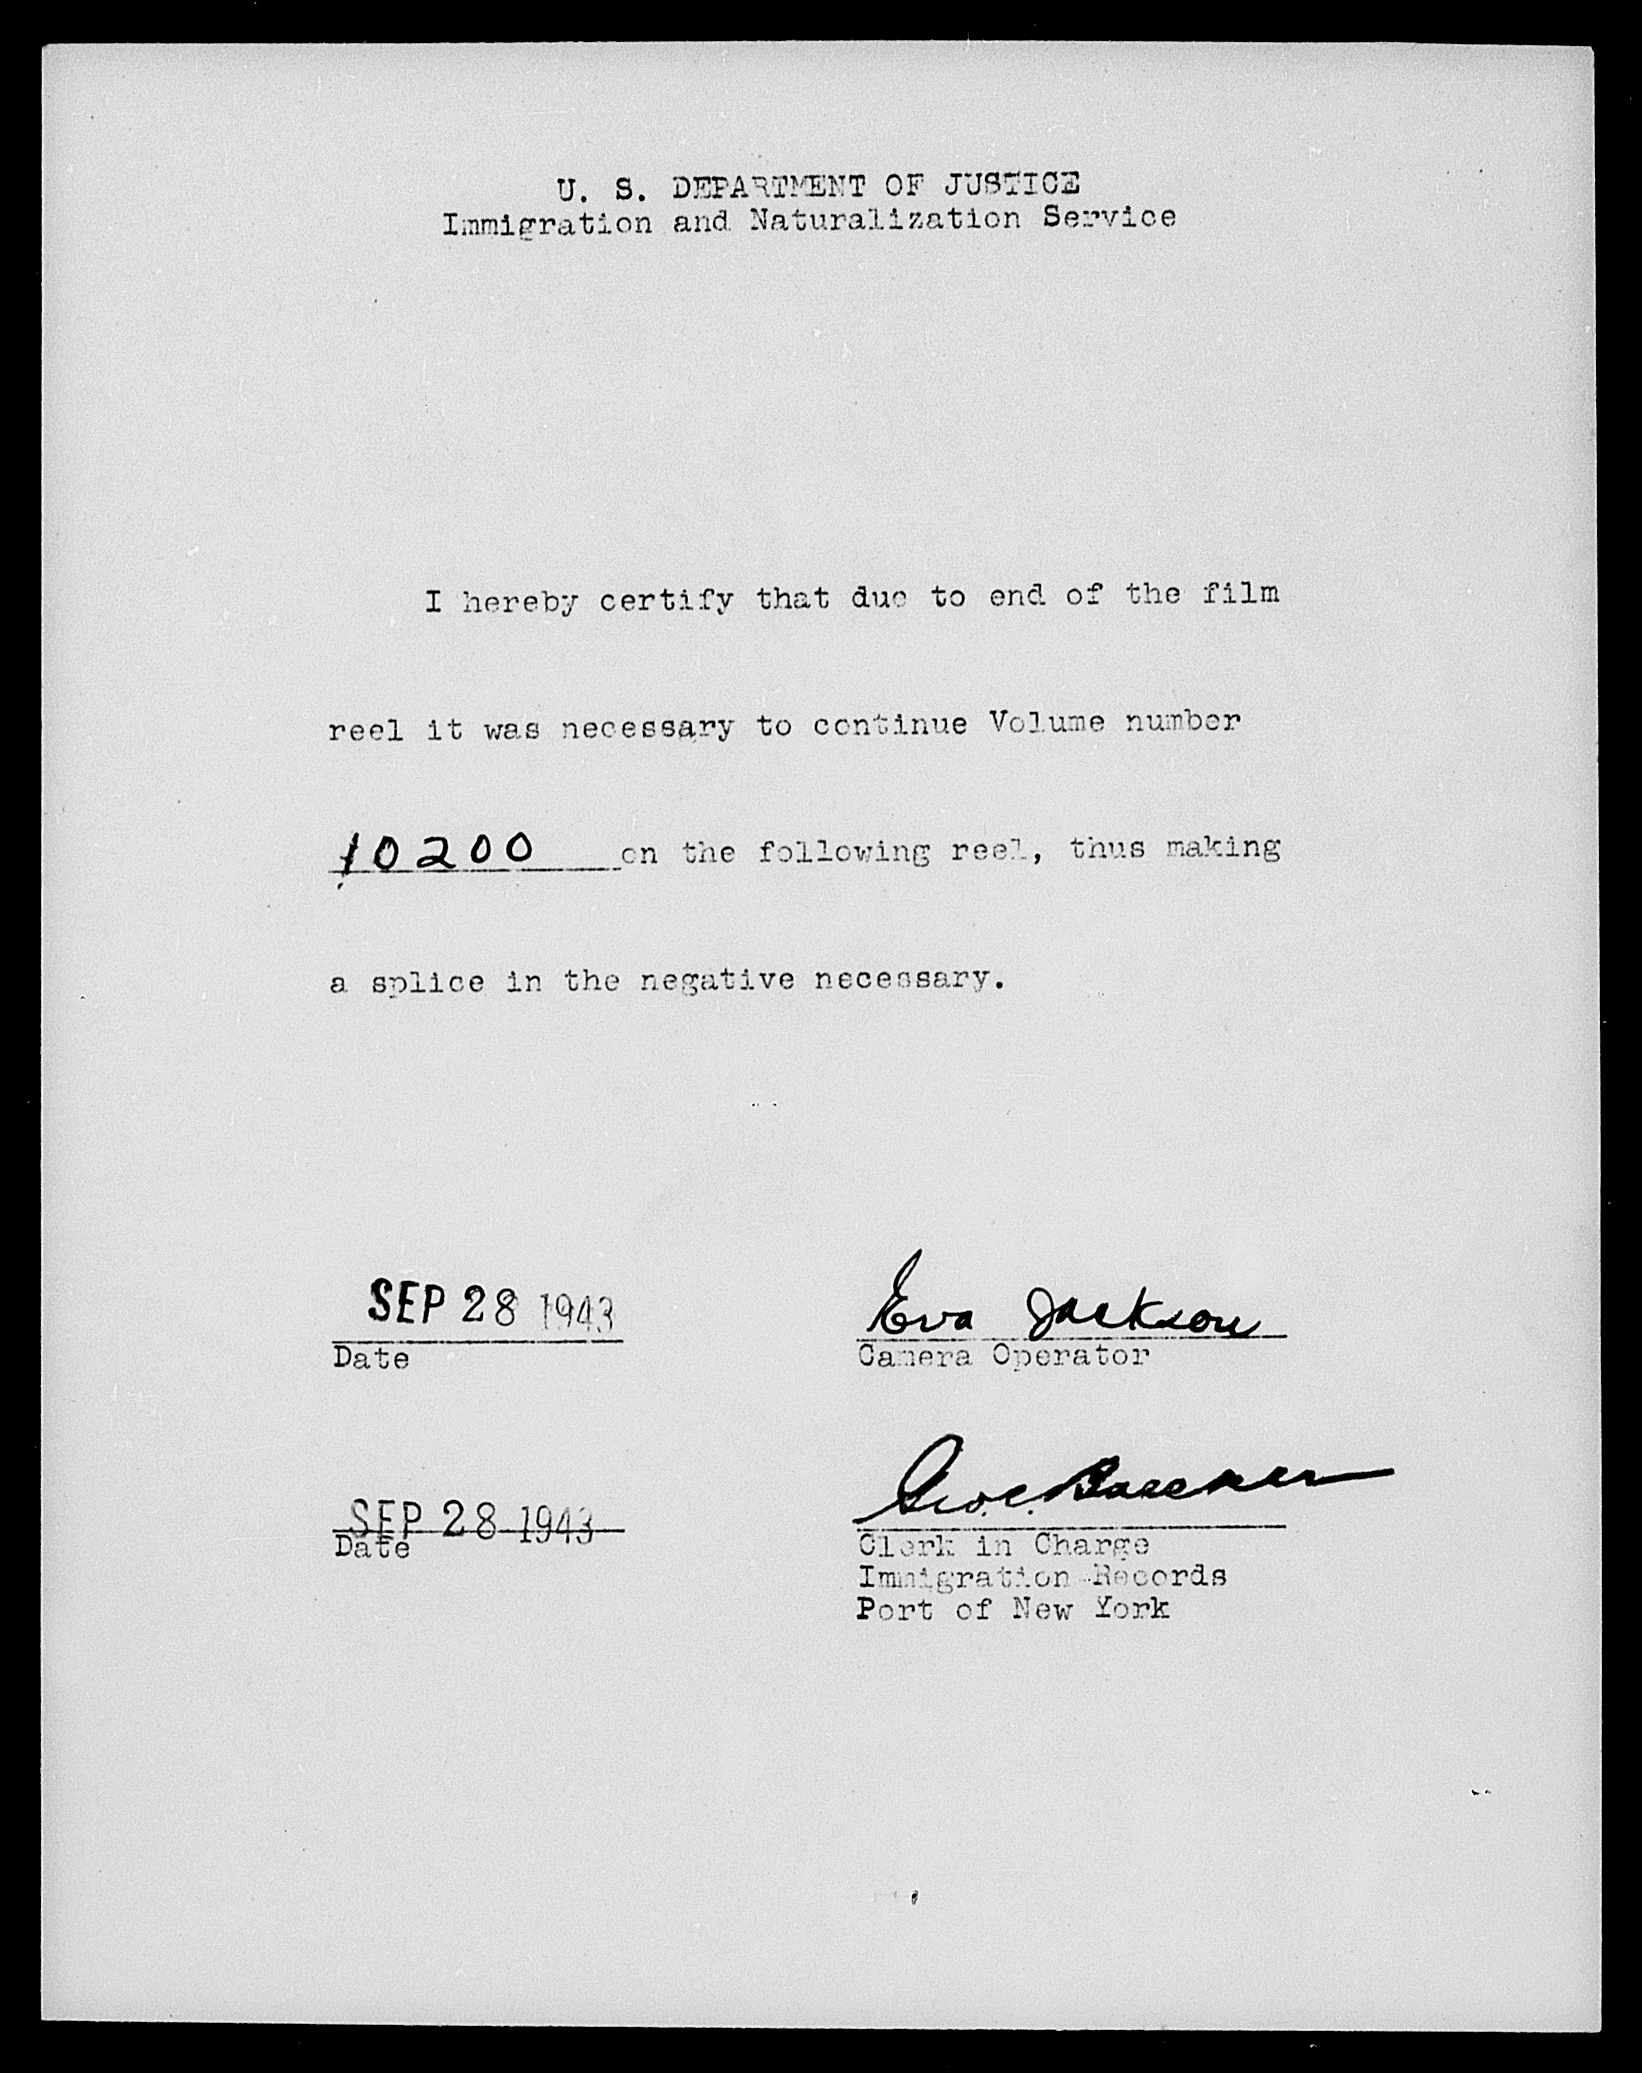 U. S. DEPARTMENT OF JUSTICE
Immigration and Naturalization Service
I hereby certify that due to end of the film
reel it was necessary to continue Volume number
10200 on the following reel, thus making
a splice in the negative necessary.
SEP 28 1943
Date
Eva Jackson
Camera Operator
SEP 28 1943
Date
Geo. C.
Clerk in Charge
Immigration Records
Port of New York